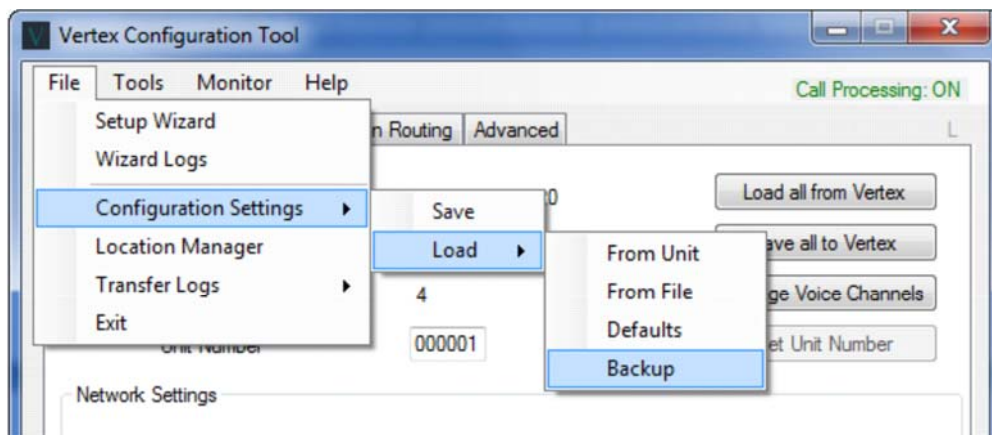 Vertex Configuration Tool
File Tools Monitor Help
Call Processing: ON
Setup Wizard
n Routing Advanced
L
Wizard Logs
Configuration Settings
Save
Load all from Vertex
Location Manager
Load
From Unit
ave all to Vertex
Transfer Logs
4
From File
ge Voice Channels
Exit
Defaults
Unit Number
000001
et Unit Number
Backup
Network Settings